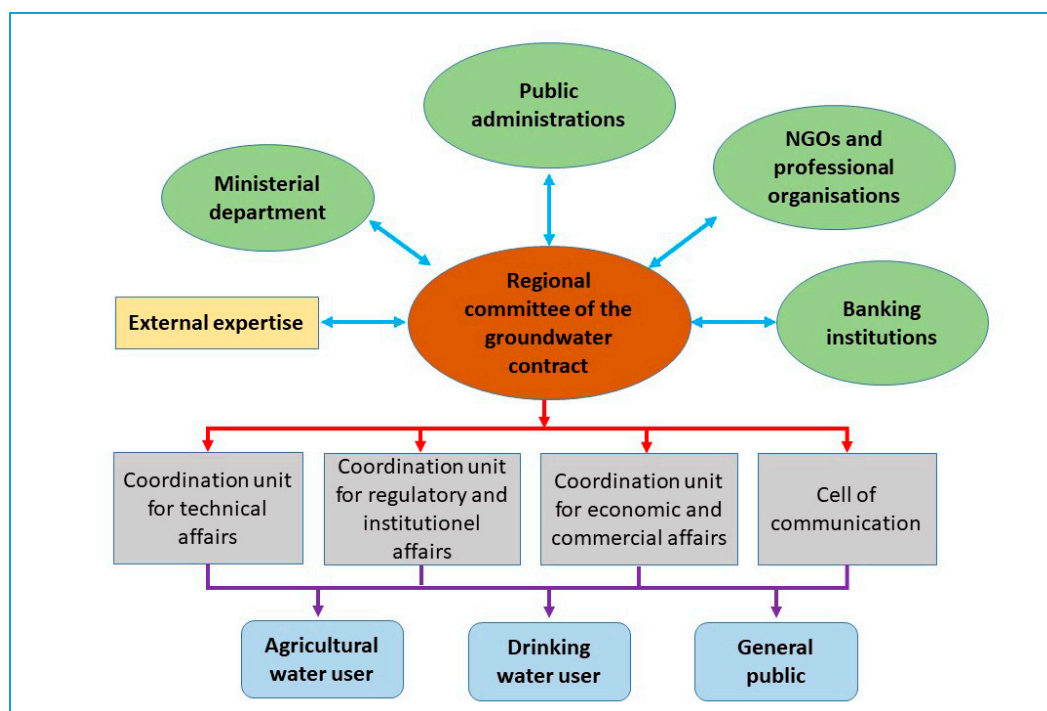 Public
administrations
NGOs and
professional
organisations
Ministerial
department
Regional
committee of the
groundwater
contract
External expertise
Banking
institutions
Coordination unit
for technical
affairs
Coordination unit
for regulatory and
institutionel
affairs
Coordination unit
for economic and
commercial affairs
Cell of
communication
Agricultural
water user
Drinking
water user
General
public